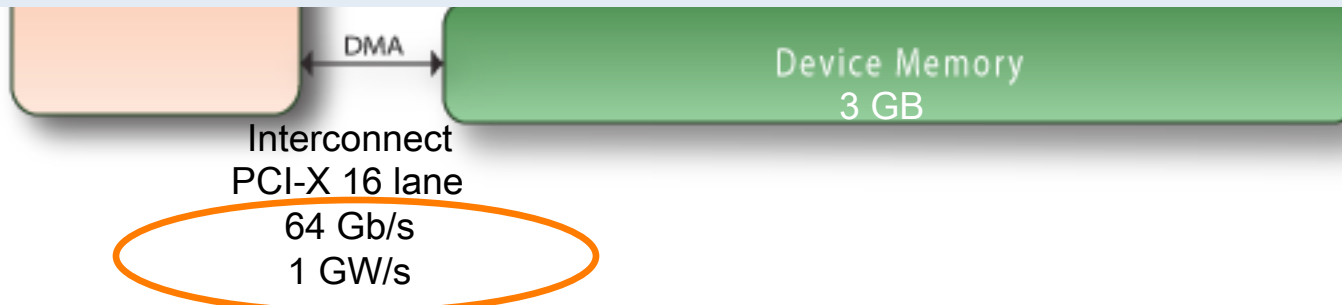 DMA
Device Memory
3 GB
Interconnect
PCI-X 16 lane
64 Gb/s
1 GW/s